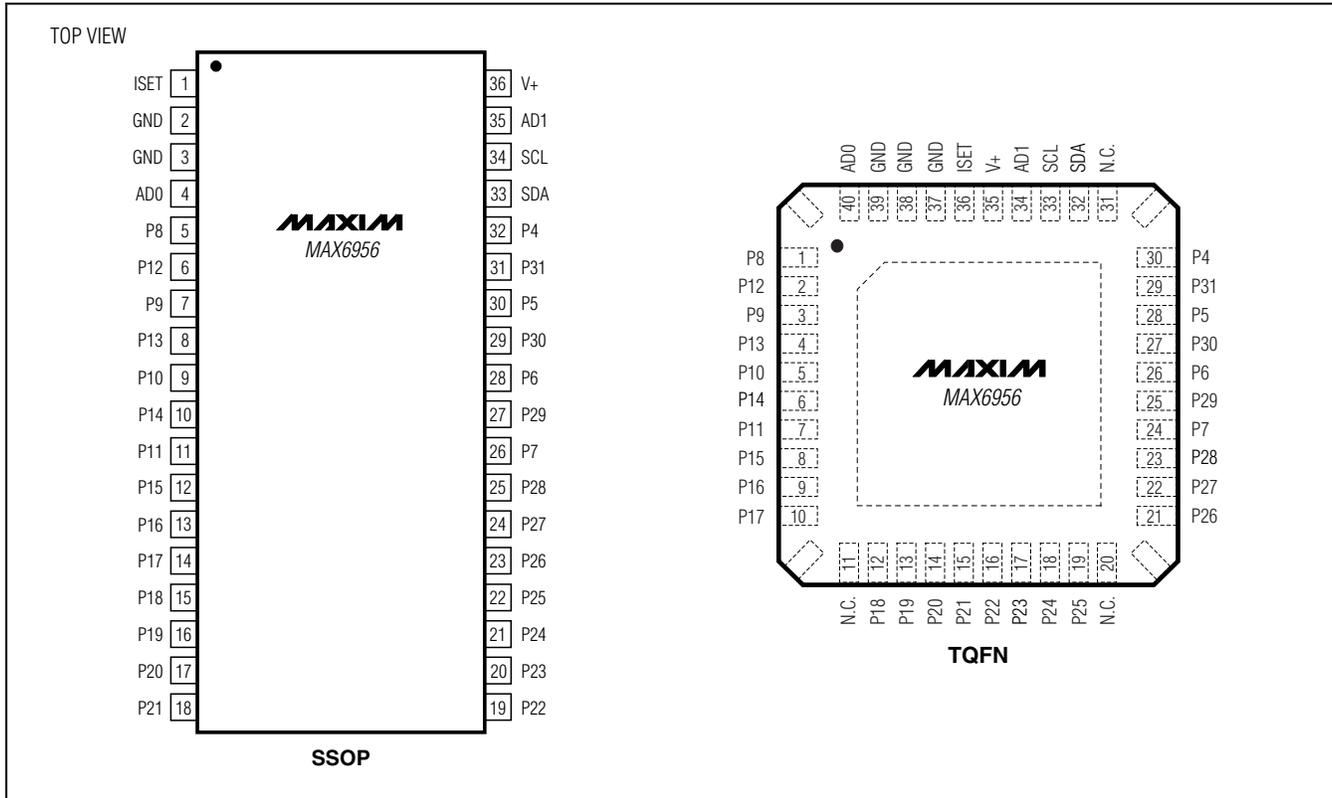 TOP VIEW
ISET 1
GND 2
GND 3
AD0 4
P8 5
P12 6
P9 7
P13 8
P10 9
P14 10
P11 11
P15 12
P16 13
P17 14
P18 15
P19 16
P20 17
P21 18
MAXIM
MAX6956
36 V+
35 AD1
34 SCL
33 SDA
32 P4
31 P31
30 P5
29 P30
28 P6
27 P29
26 P7
25 P28
24 P27
23 P26
22 P25
21 P24
20 P23
19 P22
SSOP
AD0 GND GND GND ISET V+ AD1 SCL SDA N.C.
40 39 38 37 36 35 34 33 32 31
P8 1
P12 2
P9 3
P13 4
P10 5
P14 6
P11 7
P15 8
P16 9
P17 10
MAXIM
MAX6956
30 P4
29 P31
28 P5
27 P30
26 P6
25 P29
24 P7
23 P28
22 P27
21 P26
11 12 13 14 15 16 17 18 19 20
N.C. P18 P19 P20 P21 P22 P23 P24 P25 N.C.
TQFN